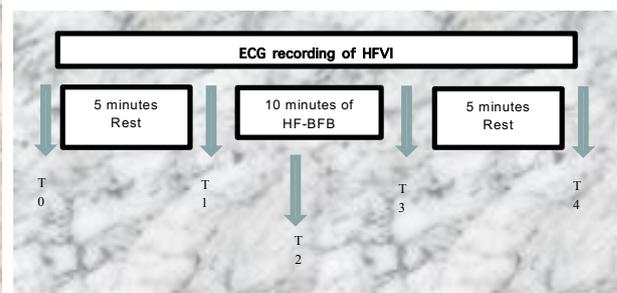 ECG recording of HFVI
5 minutes
Rest
10 minutes of
HF-BFB
5 minutes
Rest
T
0
T
1
T
2
T
3
T
4